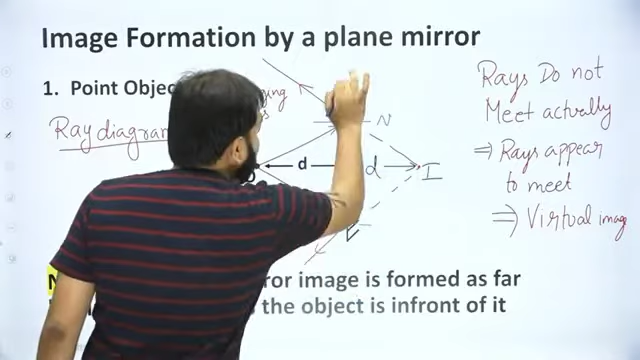 Image Formation by a plane mirror
1. Point Objec
Ray diagram
N
d
d
I
Rays Do not
Meet actually
⇒ Rays appear
to meet
⇒ Virtual image
ror image is formed as far
the object is infront of it